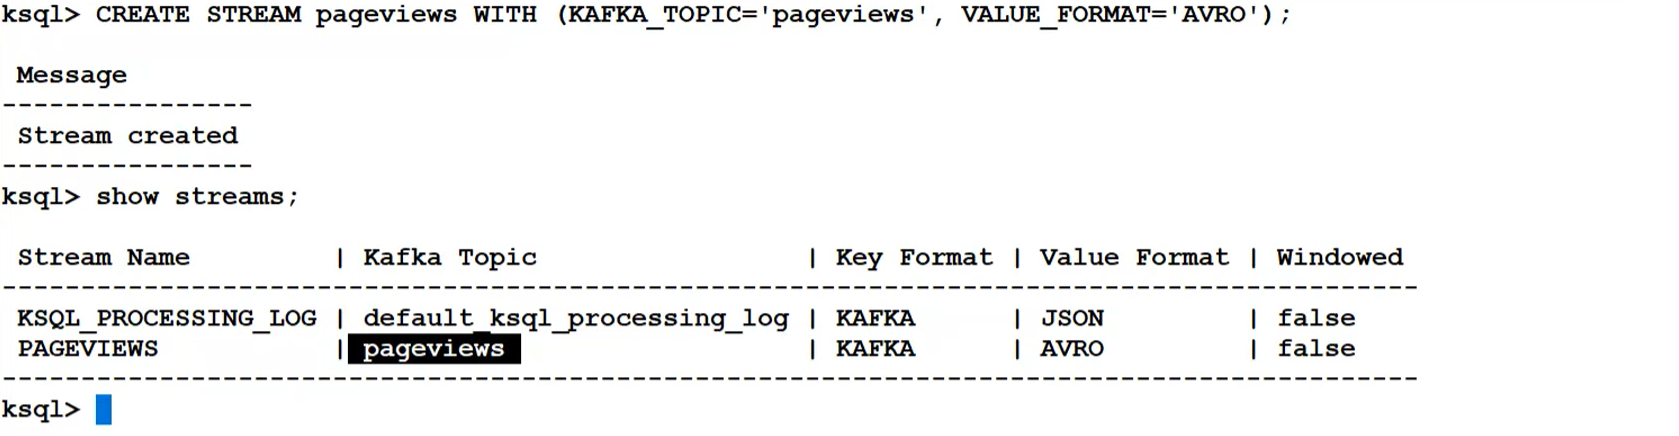 ksql> CREATE STREAM pageviews WITH (KAFKA_TOPIC='pageviews', VALUE_FORMAT='AVRO');
Message
----------------
Stream created
----------------
ksql> show streams;
Stream Name         | Kafka Topic                 | Key Format | Value Format | Windowed
------------------------------------------------------------------------------------------
KSQL_PROCESSING_LOG | default_ksql_processing_log | KAFKA      | JSON         | false
PAGEVIEWS           | pageviews                   | KAFKA      | AVRO         | false
------------------------------------------------------------------------------------------
ksql>